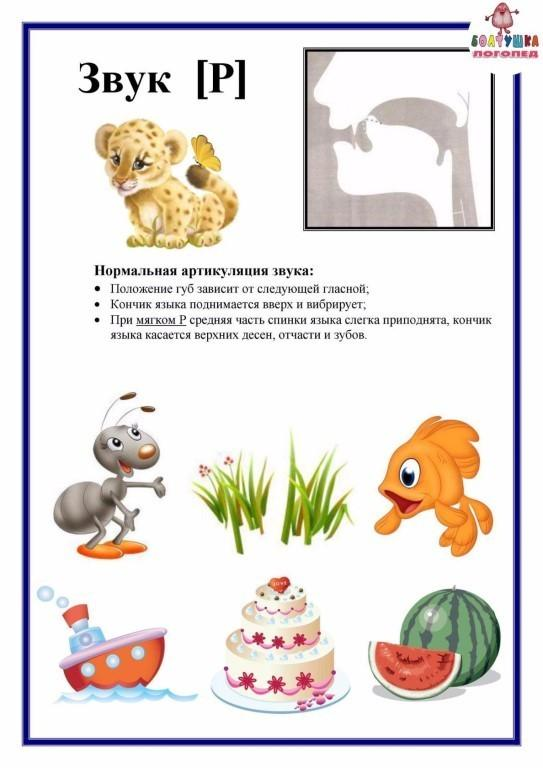 БОЛТУШКА
ЛОГОПЕД
Звук [Р]
Нормальная артикуляция звука:
• Положение губ зависит от следующей гласной;
• Кончик языка поднимается вверх и вибрирует;
• При мягком Р средняя часть спинки языка слегка приподнята, кончик
языка касается верхних десен, отчасти и зубов.
LOVE